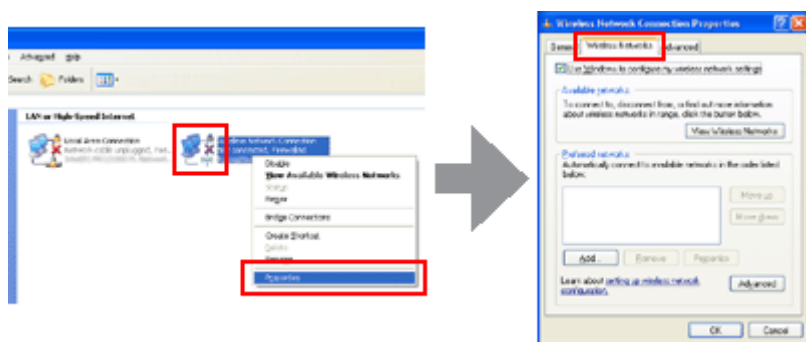 Advanced
Search Folders
LAN or High-Speed Internet
Local Area Connection
Network cable unplugged, Fire...
Wireless Network Connection
Not connected, Firewalled
Disable
View Available Wireless Networks
Status
Repair
Bridge Connections
Create Shortcut
Delete
Rename
Properties
Wireless Network Connection Properties
General Wireless Networks Advanced
Use Windows to configure my wireless network settings
Available networks
To connect to, disconnect from, or find out more information
about wireless networks in range, click the button below.
View Wireless Networks
Preferred networks
Automatically connect to available networks in the order listed
below:
Move up
Move down
Add... Remove Properties
Learn about setting up wireless network
configuration.
Advanced
OK Cancel